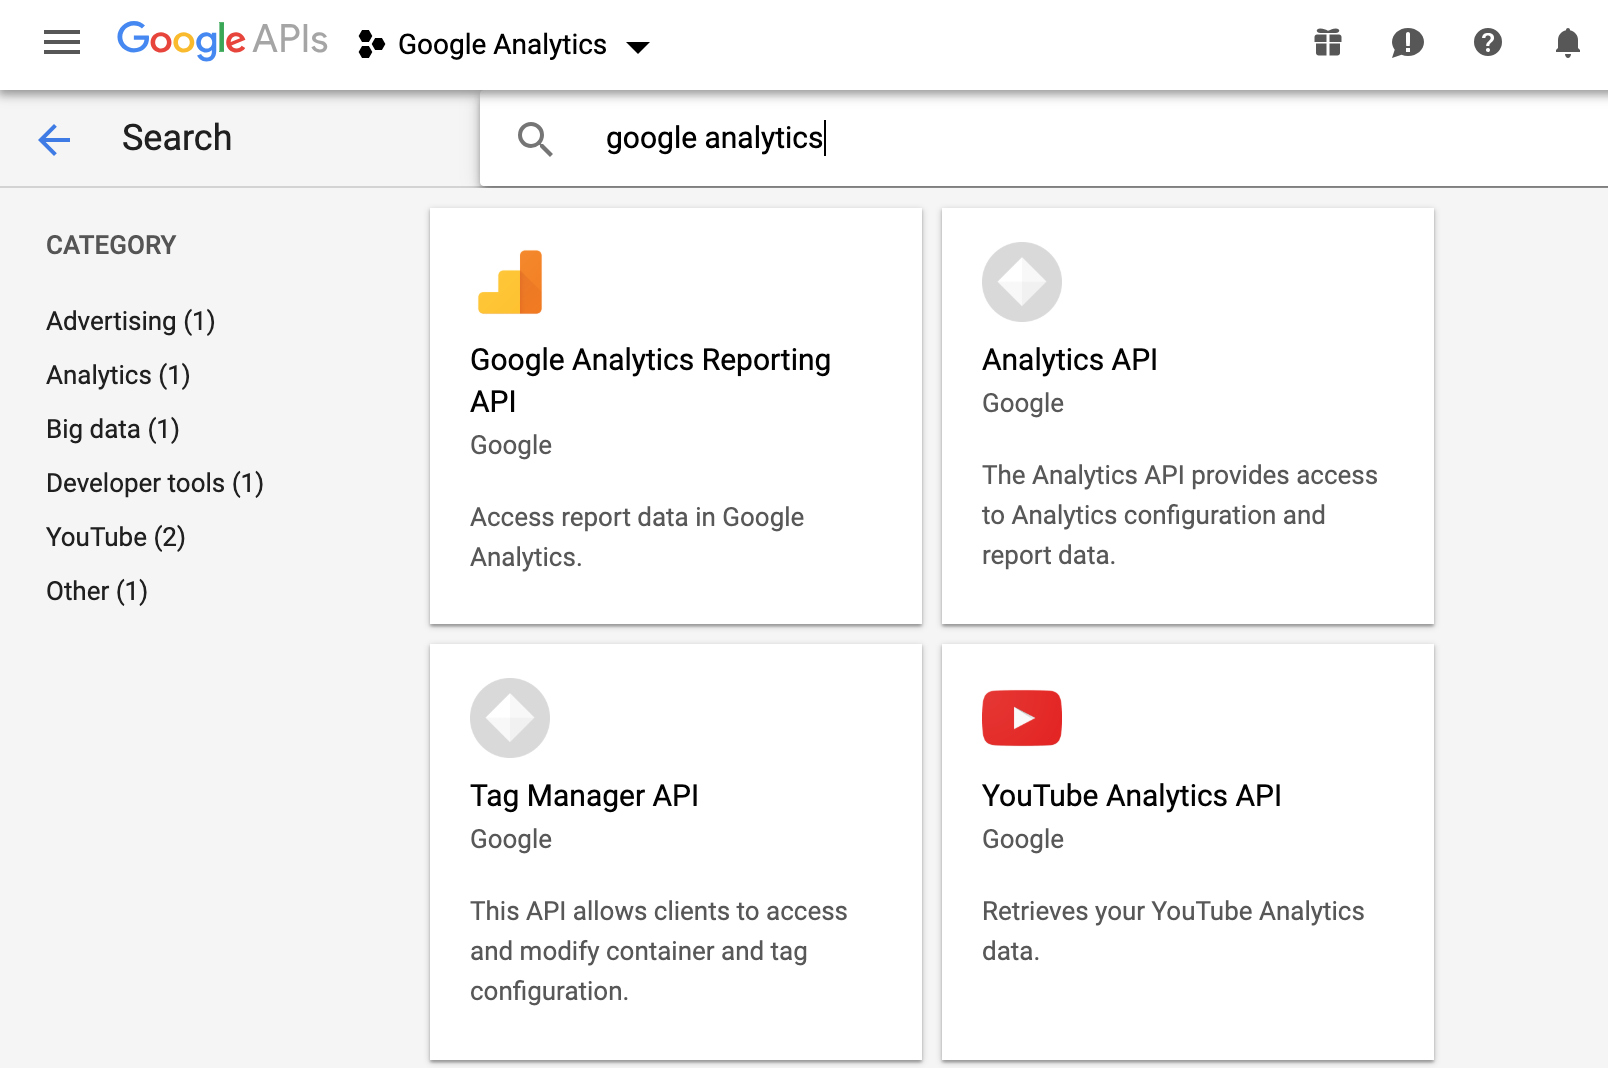 Google APIs Google Analytics
Search
google analytics
CATEGORY
Advertising (1)
Analytics (1)
Big data (1)
Developer tools (1)
YouTube (2)
Other (1)
Google Analytics Reporting
API
Google
Access report data in Google
Analytics.
Analytics API
Google
The Analytics API provides access
to Analytics configuration and
report data.
Tag Manager API
Google
This API allows clients to access
and modify container and tag
configuration.
YouTube Analytics API
Google
Retrieves your YouTube Analytics
data.